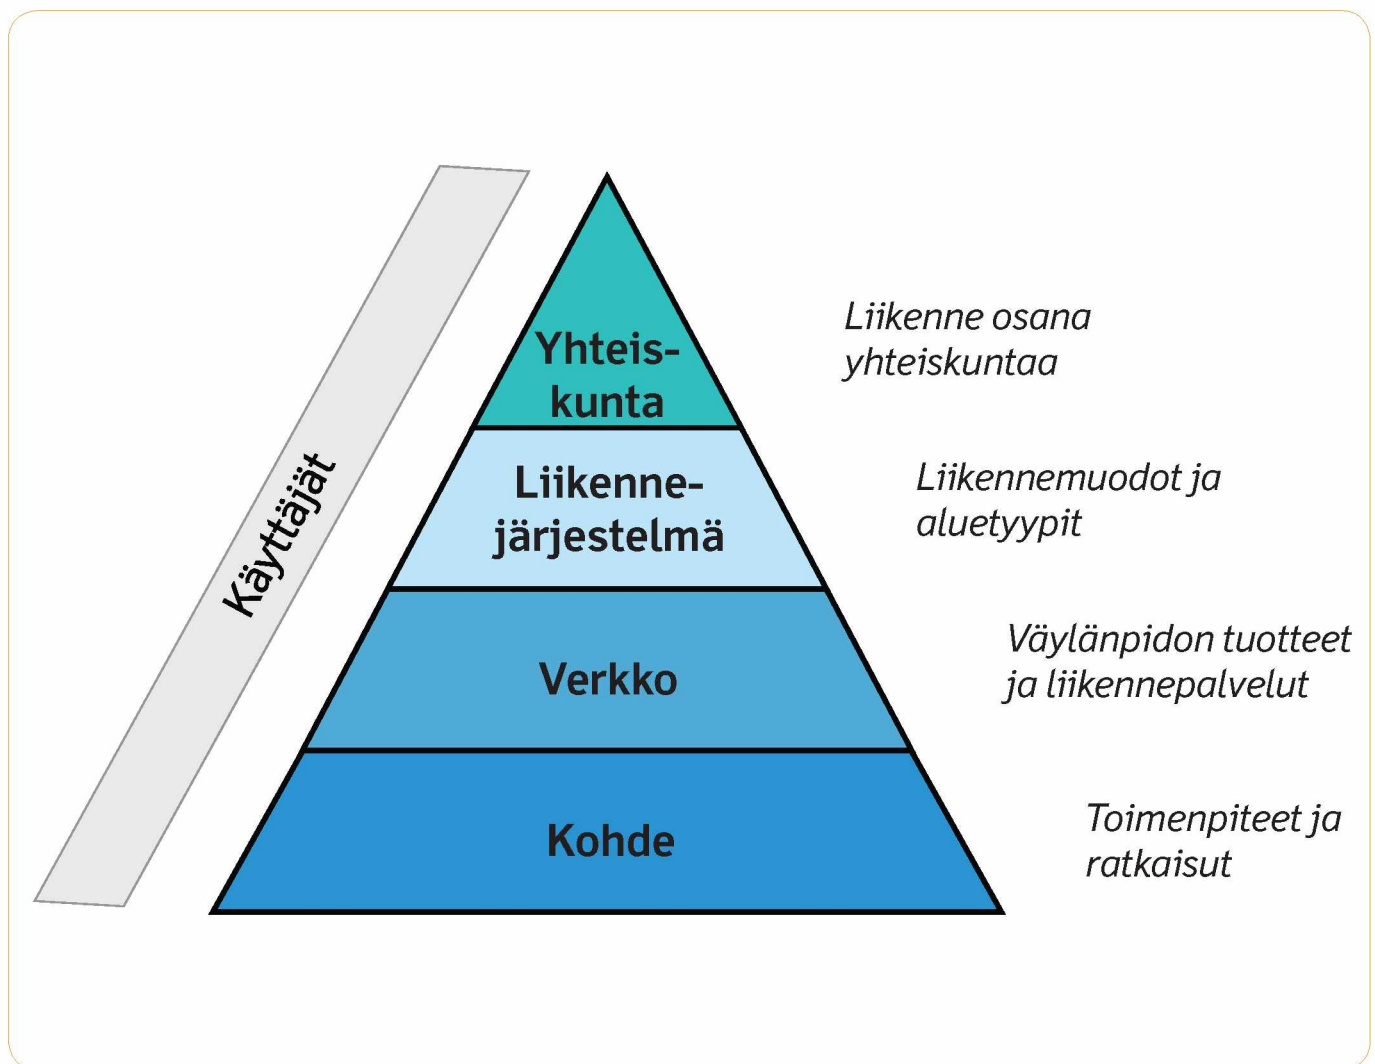 Käyttäjät
Yhteis-
kunta
Liikenne osana
yhteiskuntaa
Liikenne-
järjestelmä
Liikennemuodot ja
aluetyypit
Verkko
Väylänpidon tuotteet
ja liikennepalvelut
Kohde
Toimenpiteet ja
ratkaisut